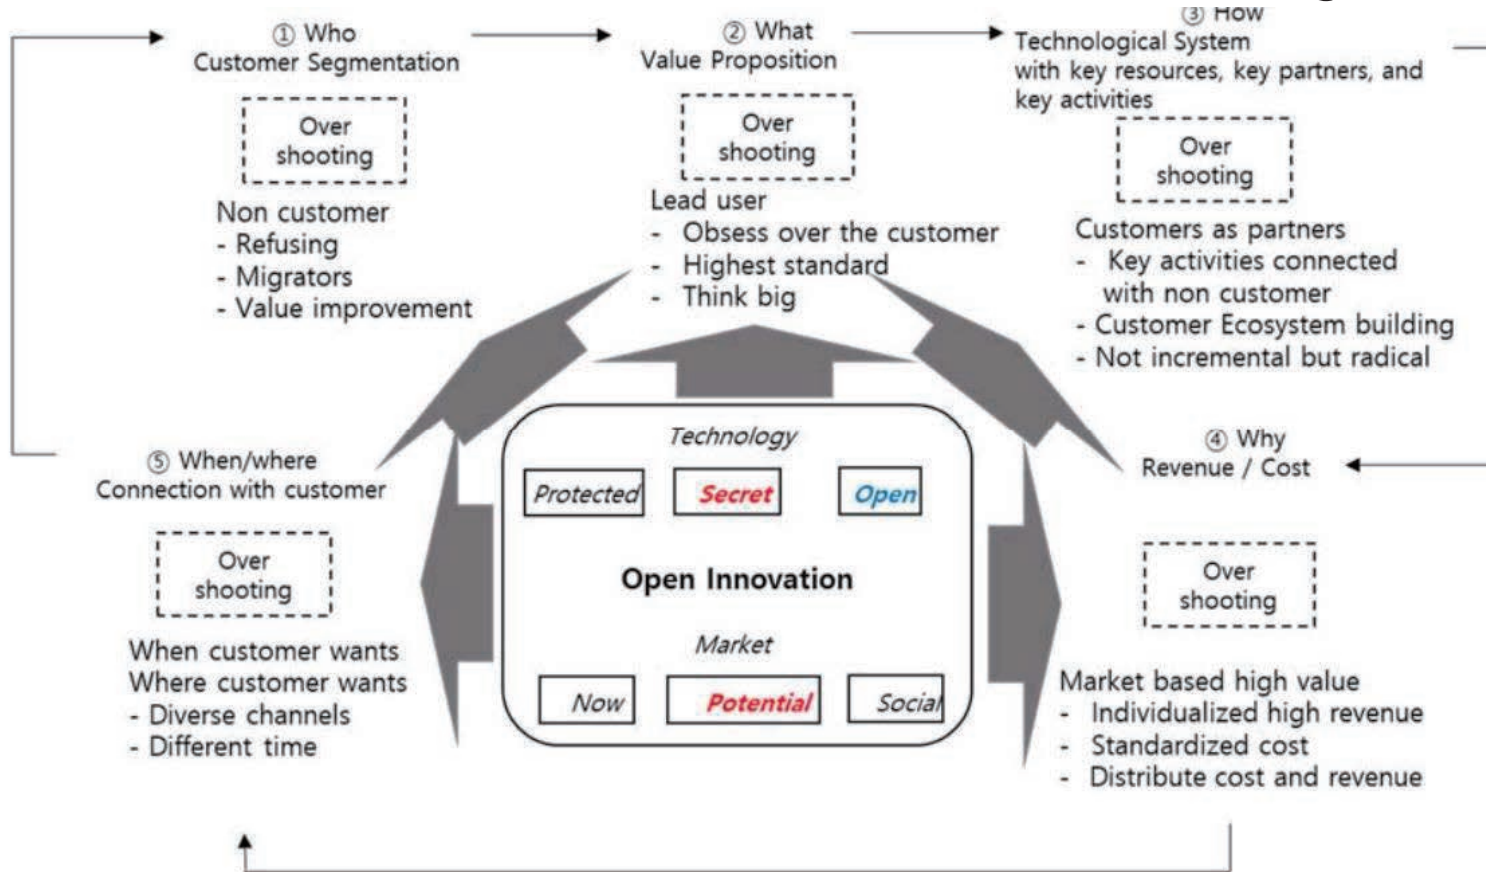 ① Who
Customer Segmentation
Over
shooting
Non customer
- Refusing
- Migrators
- Value improvement
② What
Value Proposition
Over
shooting
Lead user
- Obsess over the customer
- Highest standard
- Think big
③ How
Technological System
with key resources, key partners, and
key activities
Over
shooting
Customers as partners
- Key activities connected
with non customer
- Customer Ecosystem building
- Not incremental but radical
④ Why
Revenue / Cost
Over
shooting
Market based high value
- Individualized high revenue
- Standardized cost
- Distribute cost and revenue
⑤ When/where
Connection with customer
Over
shooting
When customer wants
Where customer wants
- Diverse channels
- Different time
Technology
Protected
Secret
Open
Open Innovation
Market
Now
Potential
Social